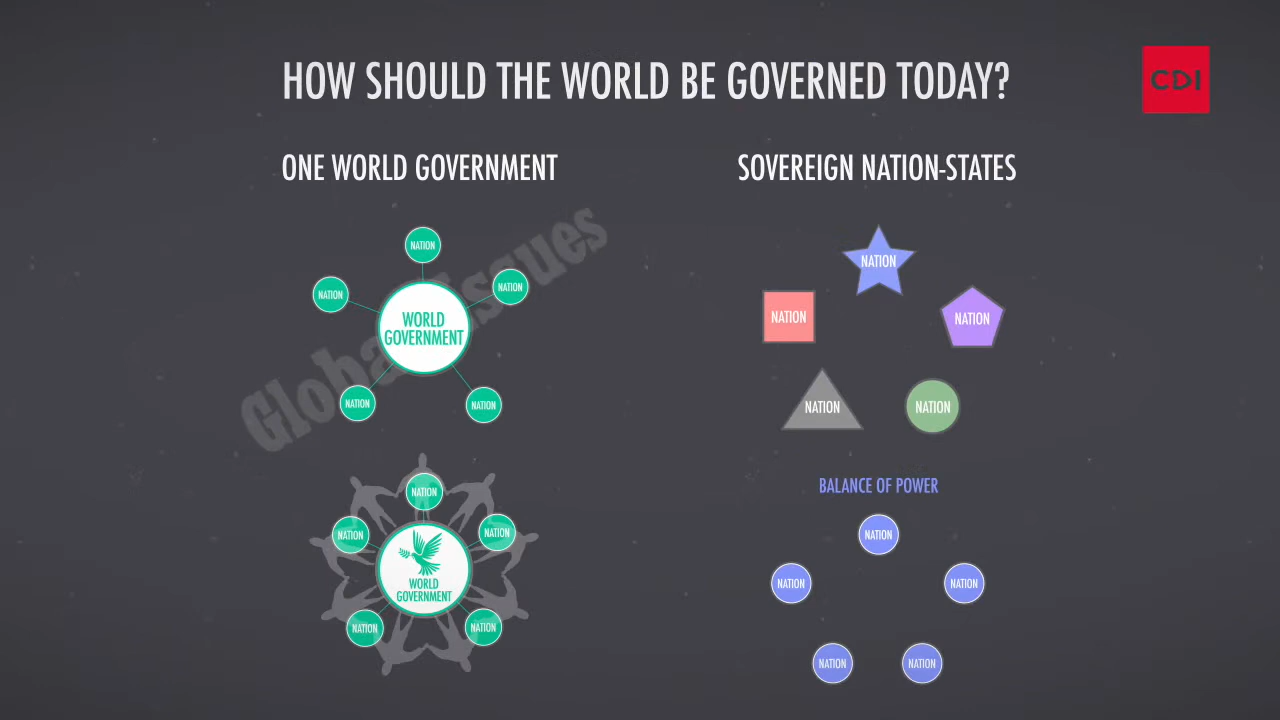 HOW SHOULD THE WORLD BE GOVERNED TODAY?
CDI
ONE WORLD GOVERNMENT
NATION
NATION
NATION
WORLD
GOVERNMENT
NATION
NATION
Global Issues
NATION
NATION
NATION
WORLD
GOVERNMENT
NATION
NATION
SOVEREIGN NATION-STATES
NATION
NATION
NATION
NATION
NATION
BALANCE OF POWER
NATION
NATION
NATION
NATION
NATION